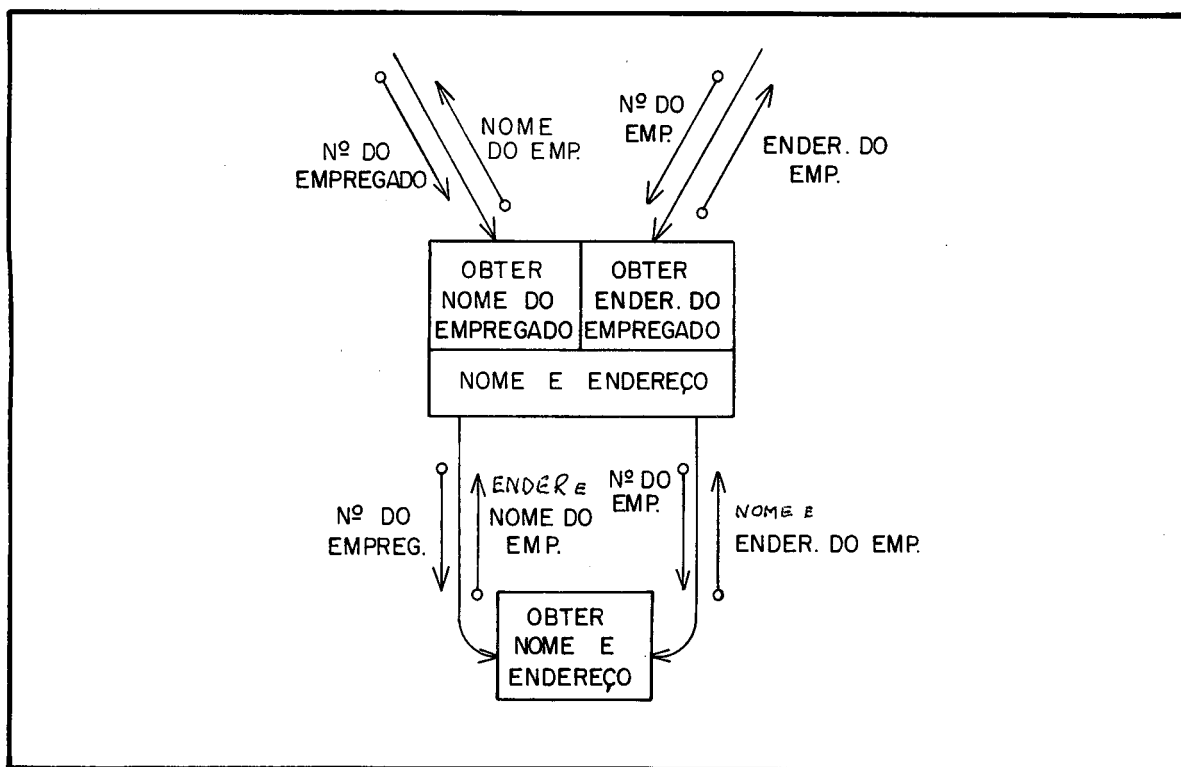 Nº DO
EMPREGADO
NOME
DO EMP.
Nº DO
EMP.
ENDER. DO
EMP.
OBTER
NOME DO
EMPREGADO
OBTER
ENDER. DO
EMPREGADO
NOME E ENDEREÇO
Nº DO
EMPREG.
ENDER E
NOME DO
EMP.
Nº DO
EMP.
NOME E
ENDER. DO EMP.
OBTER
NOME E
ENDEREÇO